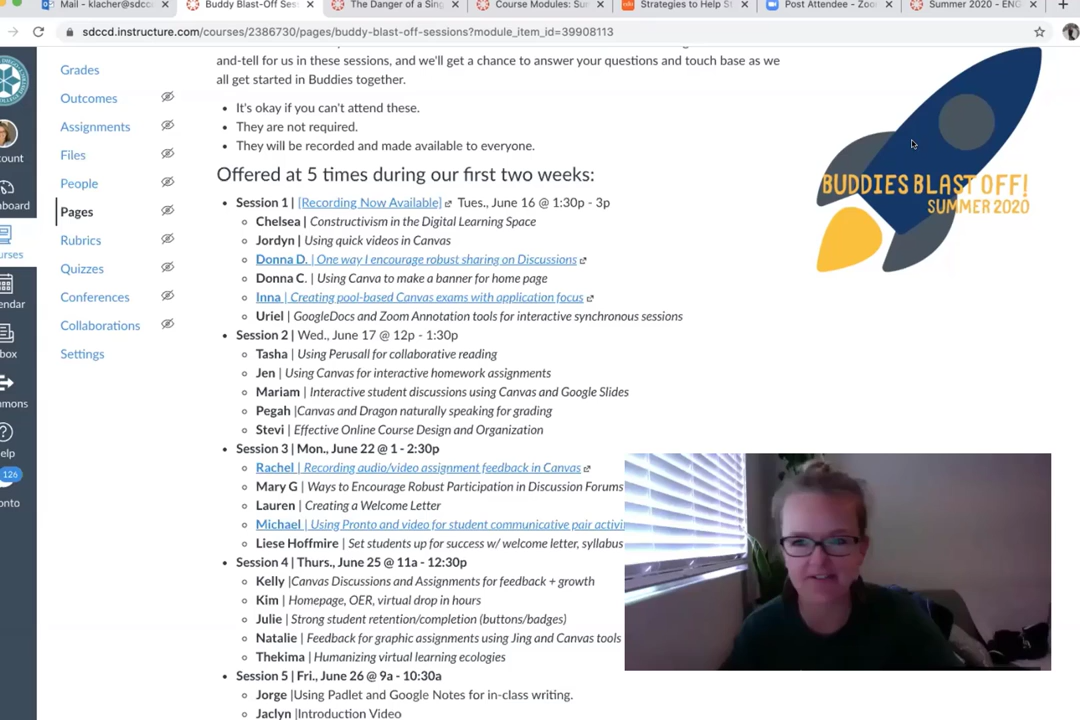 Mail - klacher@sdcc
Buddy Blast-Off Ses
The Danger of a Sing
Course Modules: Sum
Strategies to Help St
Post Attendee - Zoo
Summer 2020 - ENG
sdccd.instructure.com/courses/2386730/pages/buddy-blast-off-sessions?module_item_id=39908113
and-tell for us in these sessions, and we'll get a chance to answer your questions and touch base as we
all get started in Buddies together.
It's okay if you can't attend these.
They are not required.
They will be recorded and made available to everyone.
Offered at 5 times during our first two weeks:
Session 1 | [Recording Now Available] Tues., June 16 @ 1:30p - 3p
Chelsea | Constructivism in the Digital Learning Space
Jordyn | Using quick videos in Canvas
Donna D. | One way I encourage robust sharing on Discussions
Donna C. | Using Canva to make a banner for home page
Inna | Creating pool-based Canvas exams with application focus
Uriel | GoogleDocs and Zoom Annotation tools for interactive synchronous sessions
Session 2 | Wed., June 17 @ 12p - 1:30p
Tasha | Using Perusall for collaborative reading
Jen | Using Canvas for interactive homework assignments
Mariam | Interactive student discussions using Canvas and Google Slides
Pegah |Canvas and Dragon naturally speaking for grading
Stevi | Effective Online Course Design and Organization
Session 3 | Mon., June 22 @ 1 - 2:30p
Rachel | Recording audio/video assignment feedback in Canvas
Mary G | Ways to Encourage Robust Participation in Discussion Forums
Lauren | Creating a Welcome Letter
Michael | Using Pronto and video for student communicative pair activi
Liese Hoffmire | Set students up for success w/ welcome letter, syllabus
Session 4 | Thurs., June 25 @ 11a - 12:30p
Kelly |Canvas Discussions and Assignments for feedback + growth
Kim | Homepage, OER, virtual drop in hours
Julie | Strong student retention/completion (buttons/badges)
Natalie | Feedback for graphic assignments using Jing and Canvas tools
Thekima | Humanizing virtual learning ecologies
Session 5 | Fri., June 26 @ 9a - 10:30a
Jorge |Using Padlet and Google Notes for in-class writing.
Jaclyn |Introduction Video
BUDDIES BLAST OFF!
SUMMER 2020
Grades
Outcomes
Assignments
Files
People
Pages
Rubrics
Quizzes
Conferences
Collaborations
Settings
count
board
urses
endar
box
mmons
elp
126
onto